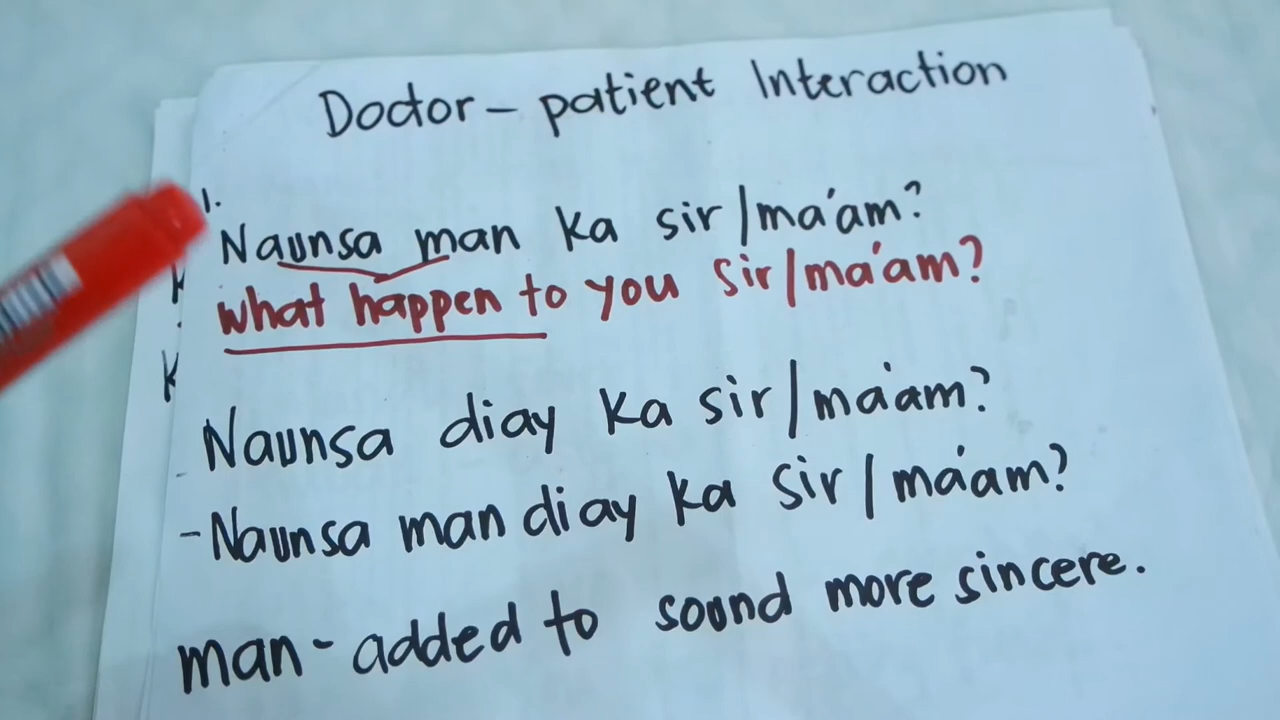 Doctor - patient Interaction
1.
Naunsa man ka sir/ma'am?
what happen to you sir/ma'am?
Naunsa diay ka sir/ma'am?
- Naunsa man diay ka sir/ma'am?
man - added to sound more sincere.